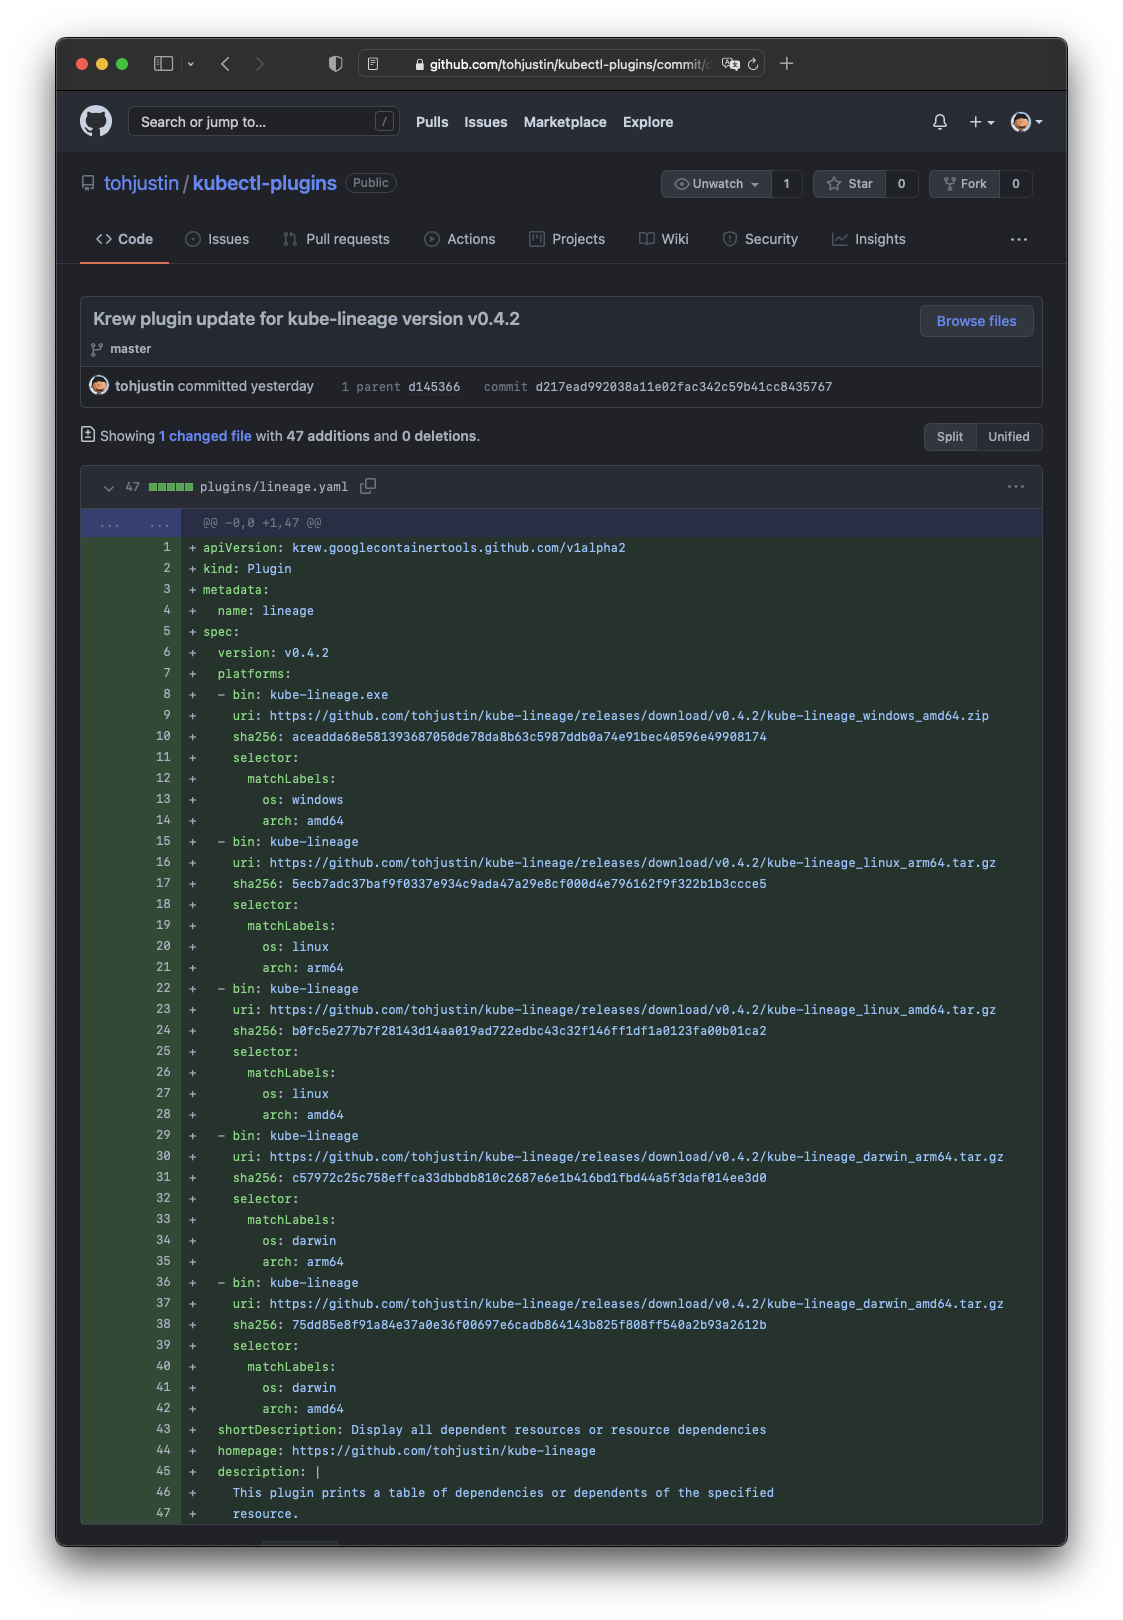 github.com/tohjustin/kubectl-plugins/commit/
Search or jump to... /
Pulls Issues Marketplace Explore
tohjustin / kubectl-plugins Public
Unwatch 1 Star 0 Fork 0
Code Issues Pull requests Actions Projects Wiki Security Insights ...
Krew plugin update for kube-lineage version v0.4.2
Browse files
master
tohjustin committed yesterday 1 parent d145366 commit d217ead992038a11e02fac342c59b41cc8435767
Showing 1 changed file with 47 additions and 0 deletions.
Split Unified
47 plugins/lineage.yaml ...
... ... @@ -0,0 +1,47 @@
1 + apiVersion: krew.googlecontainertools.github.com/v1alpha2
2 + kind: Plugin
3 + metadata:
4 + name: lineage
5 + spec:
6 + version: v0.4.2
7 + platforms:
8 + - bin: kube-lineage.exe
9 + uri: https://github.com/tohjustin/kube-lineage/releases/download/v0.4.2/kube-lineage_windows_amd64.zip
10 + sha256: aceadda68e581393687050de78da8b63c5987ddb0a74e91bec40596e49908174
11 + selector:
12 + matchLabels:
13 + os: windows
14 + arch: amd64
15 + - bin: kube-lineage
16 + uri: https://github.com/tohjustin/kube-lineage/releases/download/v0.4.2/kube-lineage_linux_arm64.tar.gz
17 + sha256: 5ecb7adc37baf9f0337e934c9ada47a29e8cf000d4e796162f9f322b1b3ccce5
18 + selector:
19 + matchLabels:
20 + os: linux
21 + arch: arm64
22 + - bin: kube-lineage
23 + uri: https://github.com/tohjustin/kube-lineage/releases/download/v0.4.2/kube-lineage_linux_amd64.tar.gz
24 + sha256: b0fc5e277b7f28143d14aa019ad722edbc43c32f146ff1df1a0123fa00b01ca2
25 + selector:
26 + matchLabels:
27 + os: linux
28 + arch: amd64
29 + - bin: kube-lineage
30 + uri: https://github.com/tohjustin/kube-lineage/releases/download/v0.4.2/kube-lineage_darwin_arm64.tar.gz
31 + sha256: c57972c25c758effca33dbbdb810c2687e6e1b416bd1fbd44a5f3daf014ee3d0
32 + selector:
33 + matchLabels:
34 + os: darwin
35 + arch: arm64
36 + - bin: kube-lineage
37 + uri: https://github.com/tohjustin/kube-lineage/releases/download/v0.4.2/kube-lineage_darwin_amd64.tar.gz
38 + sha256: 75dd85e8f91a84e37a0e36f00697e6cadb864143b825f808ff540a2b93a2612b
39 + selector:
40 + matchLabels:
41 + os: darwin
42 + arch: amd64
43 + shortDescription: Display all dependent resources or resource dependencies
44 + homepage: https://github.com/tohjustin/kube-lineage
45 + description: |
46 + This plugin prints a table of dependencies or dependents of the specified
47 + resource.